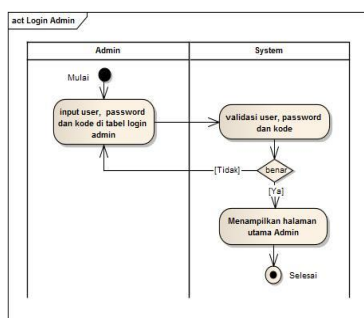 act Login Admin
Admin
System
Mulai
input user, password
dan kode di tabel login
admin
validasi user, password
dan kode
[Tidak]
benar
[Ya]
Menampilkan halaman
utama Admin
Selesai